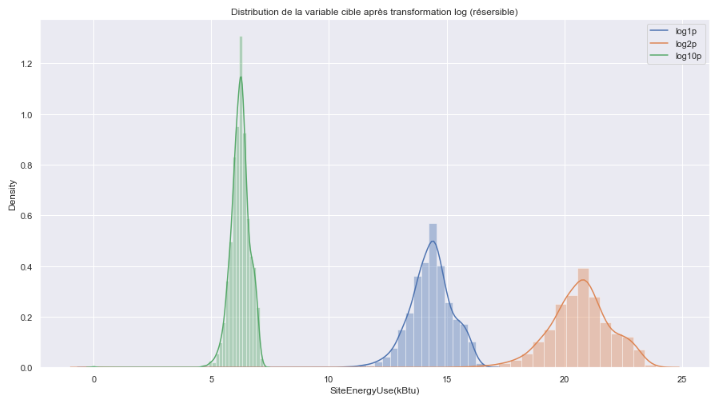 Distribution de la variable cible après transformation log (résersible)
log1p
log2p
log10p
1.2
1.0
0.8
0.6
0.4
0.2
0.0
Density
0 5 10 15 20 25
SiteEnergyUse(kBtu)